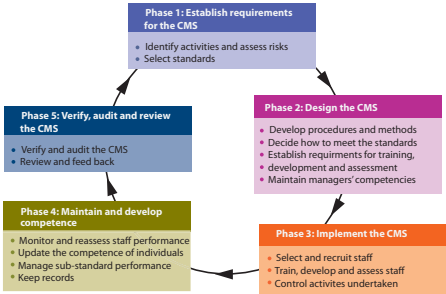 Phase 1: Establish requirements
for the CMS
• Identify activities and assess risks
• Select standards
Phase 2: Design the CMS
• Develop procedures and methods
• Decide how to meet the standards
• Establish requirments for training,
• development and assessment
• Maintain managers' competencies
Phase 3: Implement the CMS
• Select and recruit staff
• Train, develop and assess staff
• Control activites undertaken
Phase 4: Maintain and develop
competence
• Monitor and reassess staff performance
• Update the competence of individuals
• Manage sub-standard performance
• Keep records
Phase 5: Verify, audit and review
the CMS
• Verify and audit the CMS
• Review and feed back